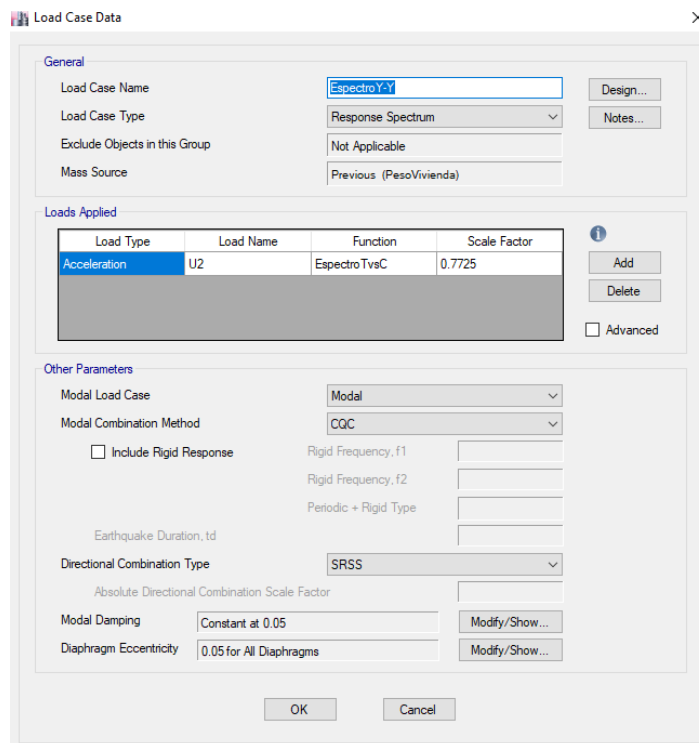 Load Case Data
General
Load Case Name
EspectroY-Y
Design...
Load Case Type
Response Spectrum
Notes...
Exclude Objects in this Group
Not Applicable
Mass Source
Previous (PesoVivienda)
Loads Applied
Load Type Load Name Function Scale Factor
Acceleration U2 EspectroTvsC 0.7725
Add
Delete
Advanced
Other Parameters
Modal Load Case
Modal
Modal Combination Method
CQC
Include Rigid Response
Rigid Frequency, f1
Rigid Frequency, f2
Periodic + Rigid Type
Earthquake Duration, td
Directional Combination Type
SRSS
Absolute Directional Combination Scale Factor
Modal Damping
Constant at 0.05
Modify/Show...
Diaphragm Eccentricity
0.05 for All Diaphragms
Modify/Show...
OK
Cancel